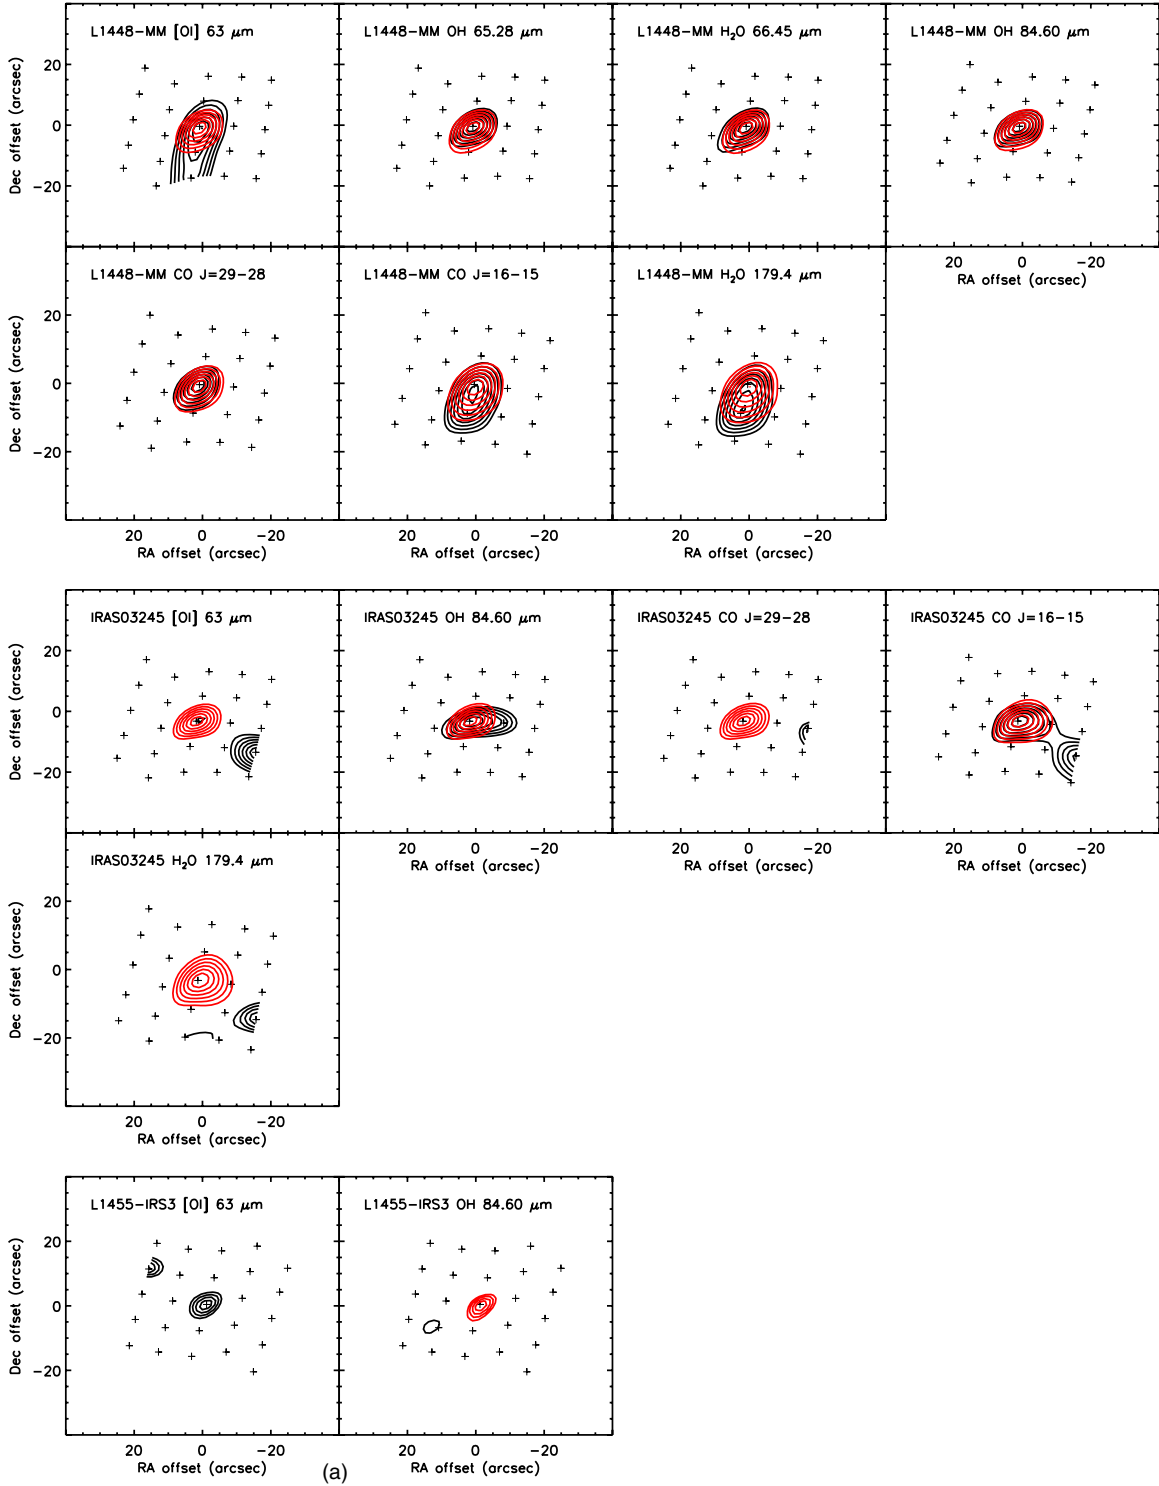 L1448-MM [OI] 63 μm
L1448-MM OH 65.28 μm
L1448-MM H₂O 66.45 μm
L1448-MM OH 84.60 μm
20
0
-20
Dec offset (arcsec)
20 0 -20
RA offset (arcsec)
L1448-MM CO J=29-28
L1448-MM CO J=16-15
L1448-MM H₂O 179.4 μm
20
0
-20
Dec offset (arcsec)
20 0 -20
20 0 -20
20 0 -20
RA offset (arcsec)
RA offset (arcsec)
RA offset (arcsec)
IRAS03245 [OI] 63 μm
IRAS03245 OH 84.60 μm
IRAS03245 CO J=29-28
IRAS03245 CO J=16-15
20
0
-20
Dec offset (arcsec)
20 0 -20
20 0 -20
20 0 -20
RA offset (arcsec)
RA offset (arcsec)
RA offset (arcsec)
IRAS03245 H₂O 179.4 μm
20
0
-20
Dec offset (arcsec)
20 0 -20
RA offset (arcsec)
L1455-IRS3 [OI] 63 μm
L1455-IRS3 OH 84.60 μm
20
0
-20
Dec offset (arcsec)
20 0 -20
20 0 -20
RA offset (arcsec)
RA offset (arcsec)
(a)